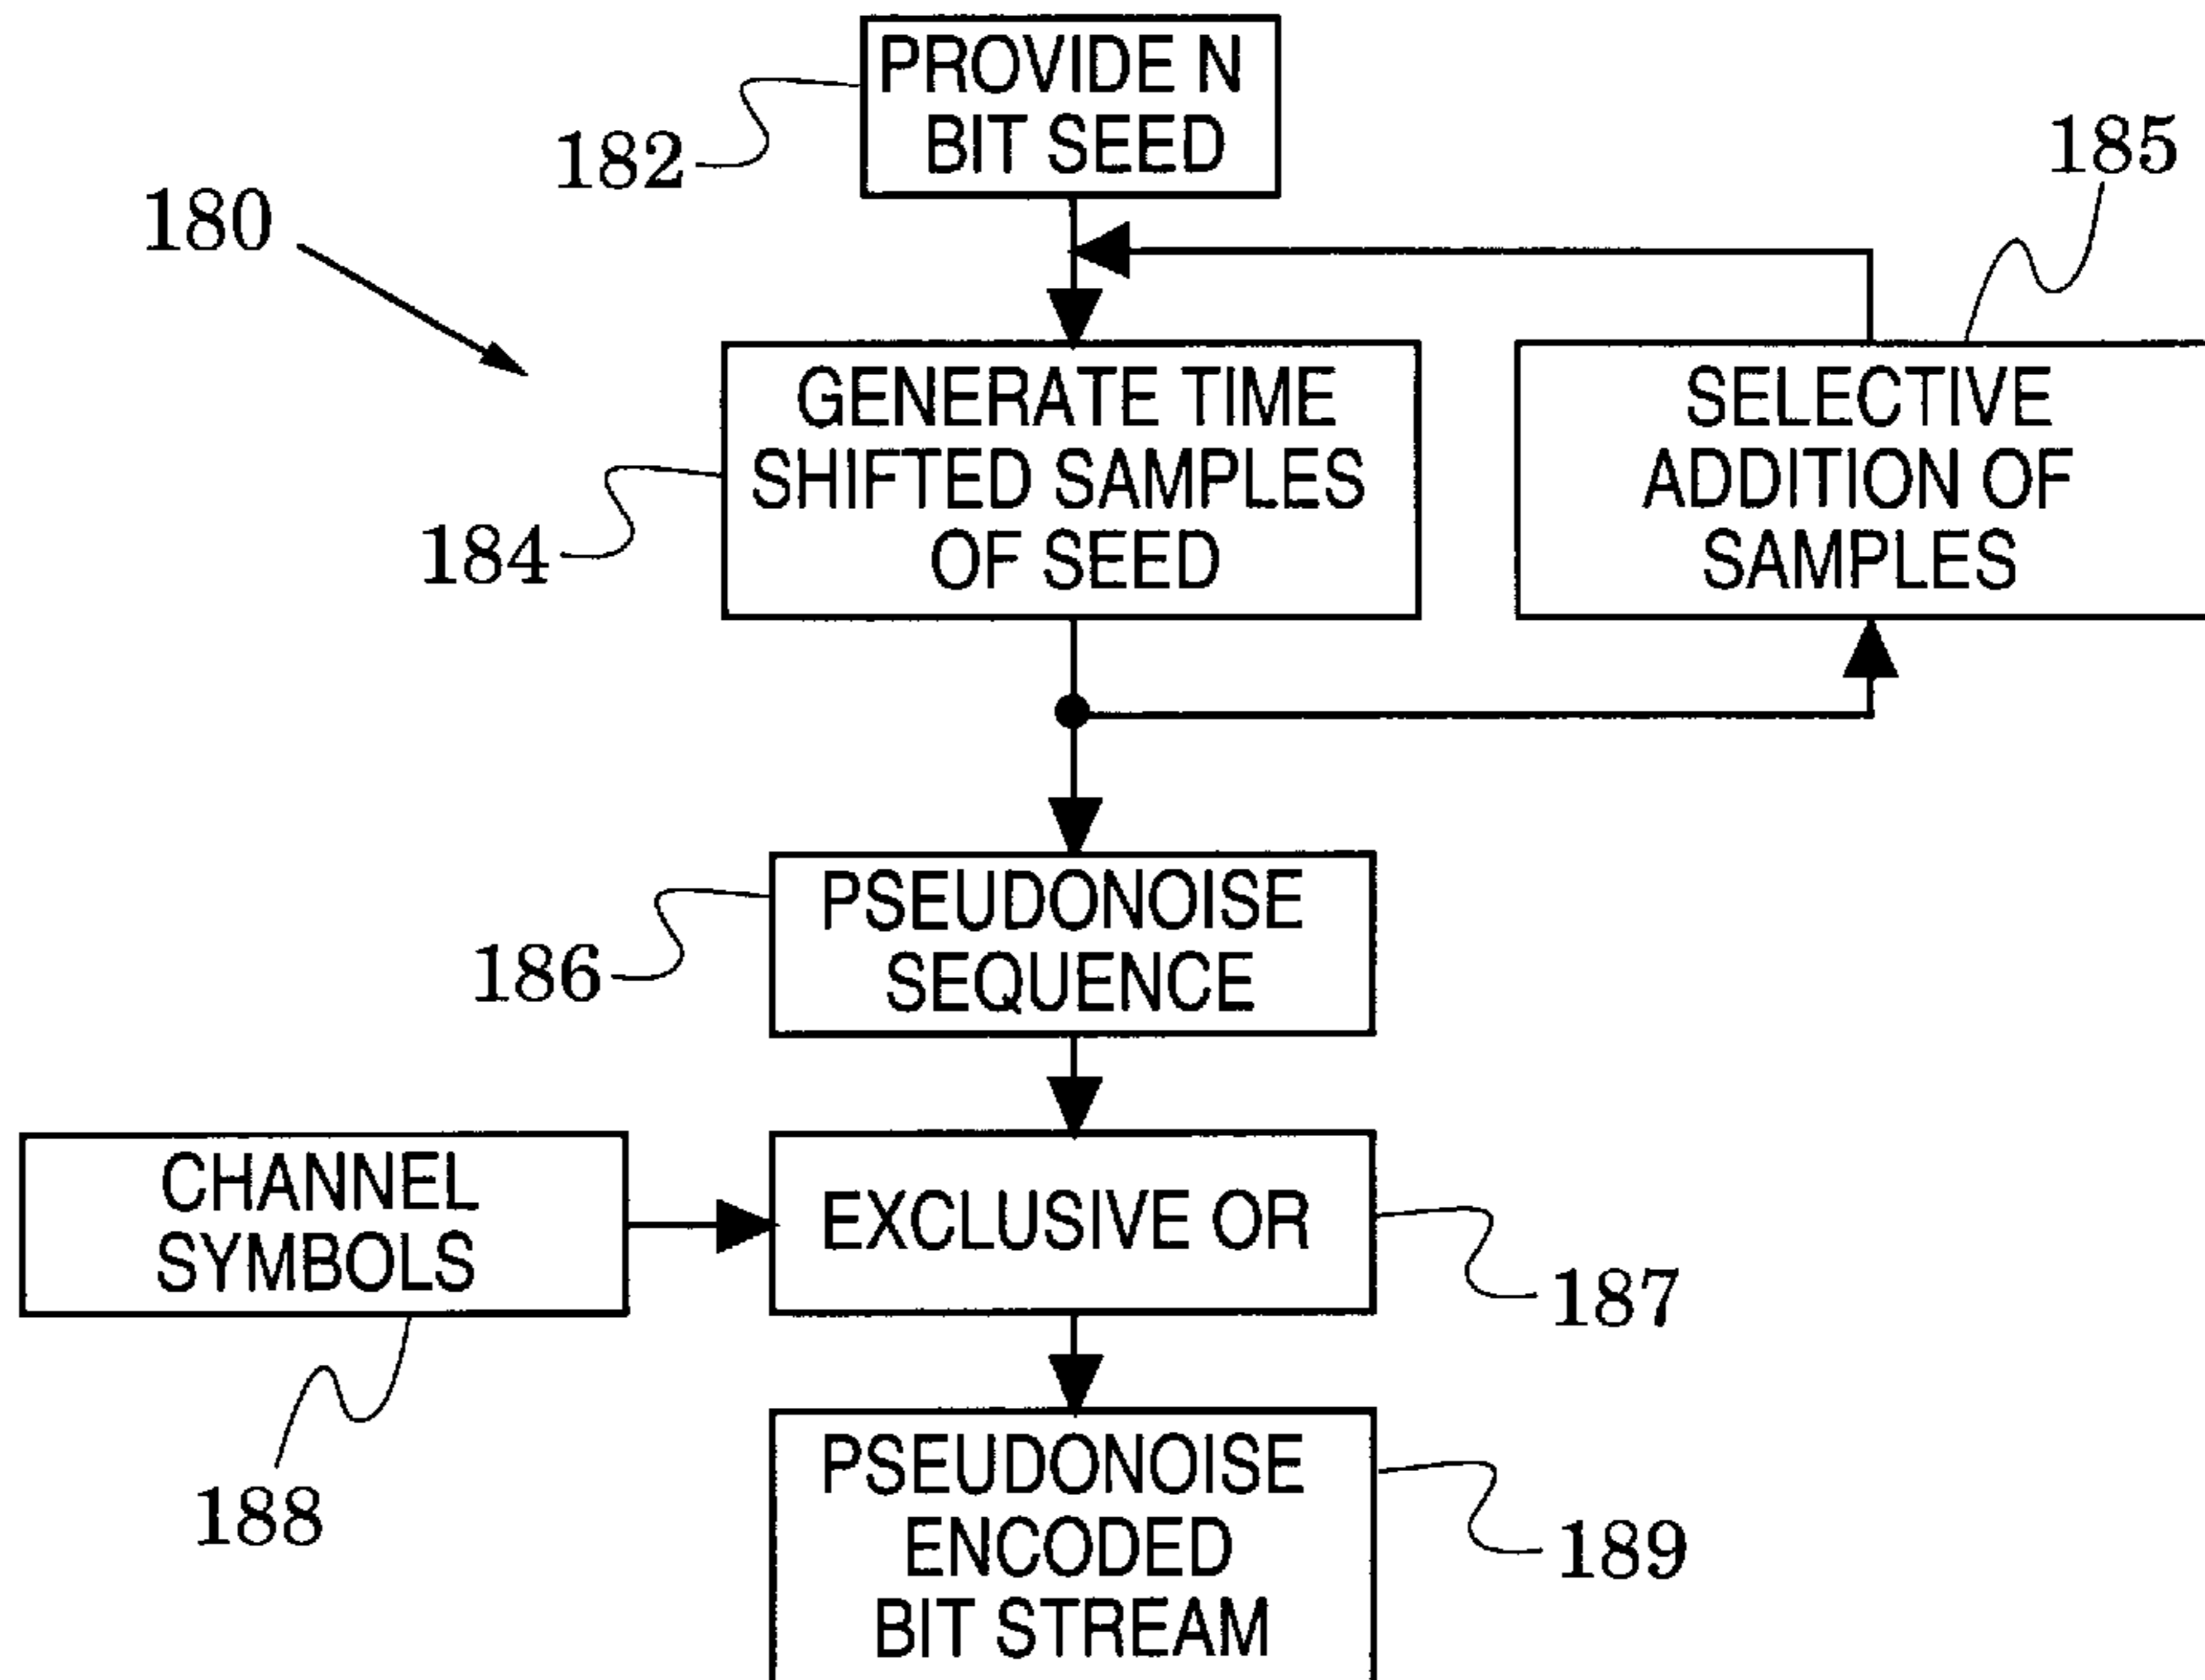 PROVIDE N
BIT SEED
182
185
180
GENERATE TIME
SHIFTED SAMPLES
OF SEED
184
SELECTIVE
ADDITION OF
SAMPLES
PSEUDONOISE
SEQUENCE
186
CHANNEL
SYMBOLS
EXCLUSIVE OR
187
188
PSEUDONOISE
ENCODED
BIT STREAM
189